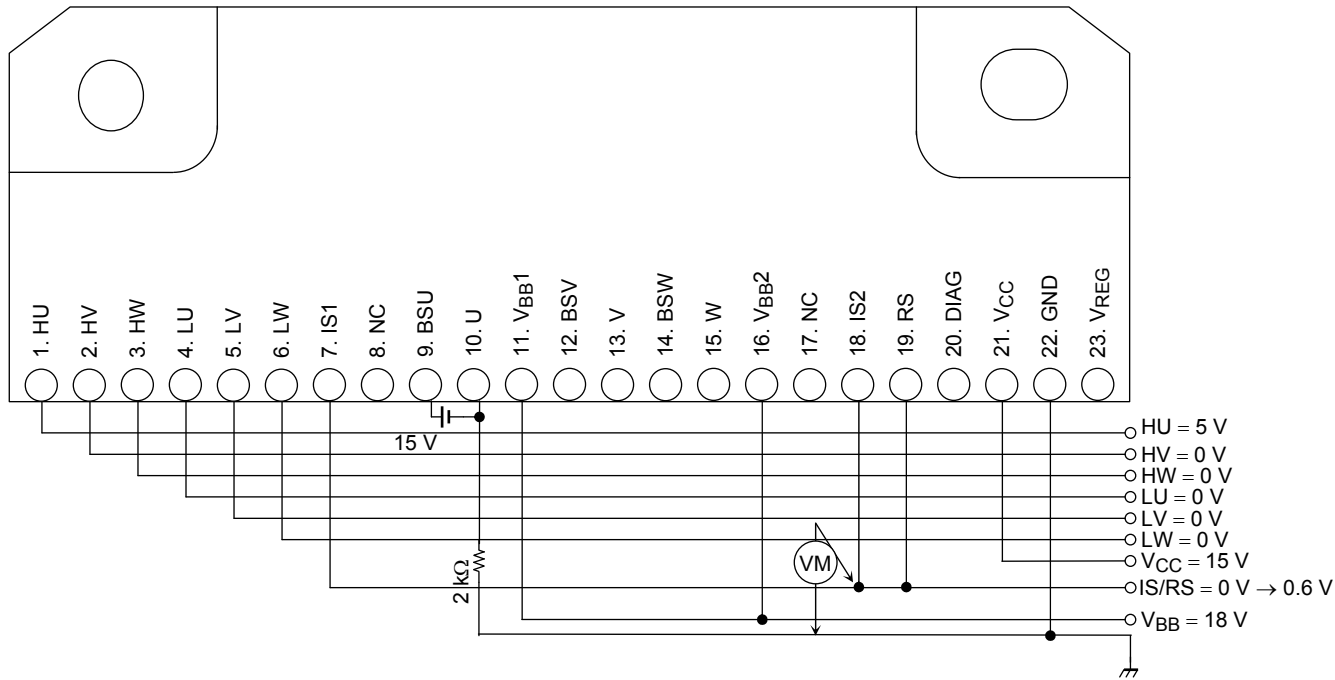 1. HU
2. HV
3. HW
4. LU
5. LV
6. LW
7. IS1
8. NC
9. BSU
10. U
11. VBB1
12. BSV
13. V
14. BSW
15. W
16. VBB2
17. NC
18. IS2
19. RS
20. DIAG
21. VCC
22. GND
23. VREG
15 V
HU = 5 V
HV = 0 V
HW = 0 V
LU = 0 V
LV = 0 V
LW = 0 V
VCC = 15 V
IS/RS = 0 V → 0.6 V
VBB = 18 V
2 kΩ
VM